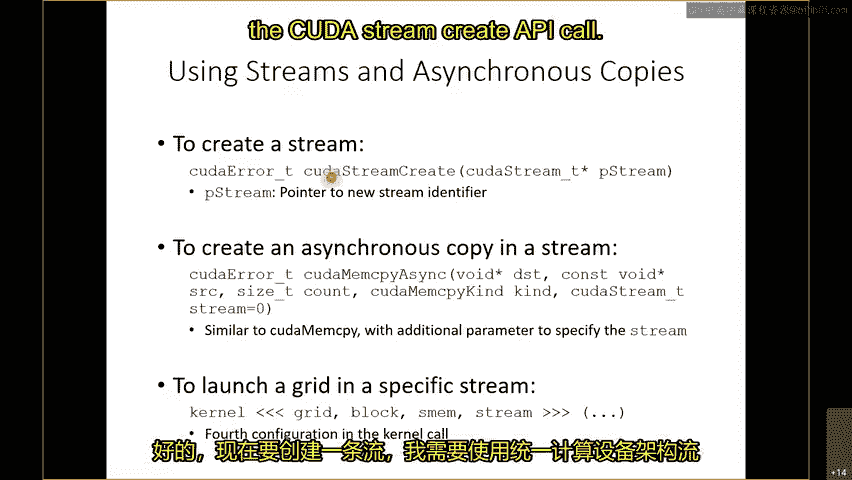 the CUDA stream create API call.
Using Streams and Asynchronous Copies
• To create a stream:
cudaError_t cudaStreamCreate(cudaStream_t* pStream)
• pStream: Pointer to new stream identifier
• To create an asynchronous copy in a stream:
cudaError_t cudaMemcpyAsync(void* dst, const void*
src, size_t count, cudaMemcpyKind kind, cudaStream_t
stream=0)
• Similar to cudaMemcpy, with additional parameter to specify the stream
• To launch a grid in a specific stream:
kernel <<< grid, block, smem, stream >>> (...)
• Fourth configuration in the kernel call
好的，现在要创建一条流，我需要使用统一计算设备架构流
+14